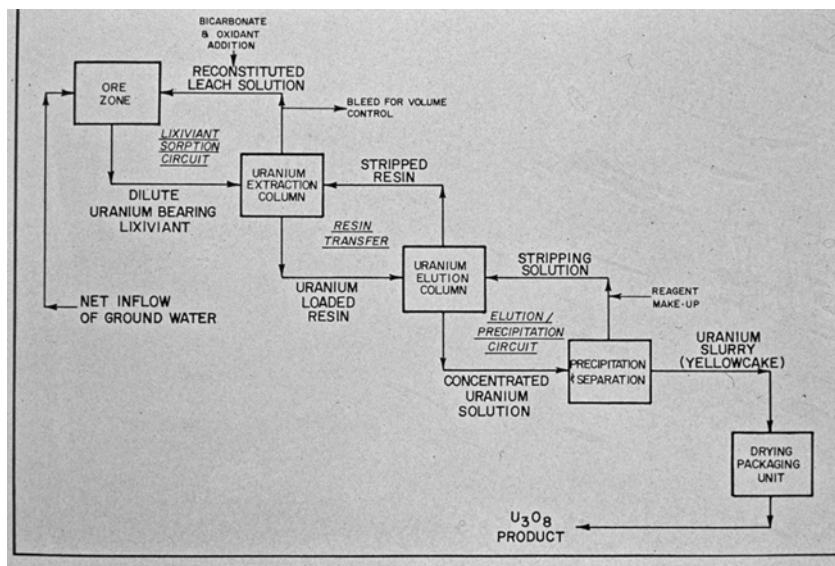 BICARBONATE
& OXIDANT
ADDITION
RECONSTITUTED
LEACH SOLUTION
ORE
ZONE
BLEED FOR VOLUME
CONTROL
LIXIVIANT
SORPTION
CIRCUIT
URANIUM
EXTRACTION
COLUMN
STRIPPED
RESIN
DILUTE
URANIUM BEARING
LIXIVIANT
RESIN
TRANSFER
URANIUM
ELUTION
COLUMN
STRIPPING
SOLUTION
URANIUM
LOADED
RESIN
NET INFLOW
OF GROUND WATER
REAGENT
MAKE-UP
ELUTION/
PRECIPITATION
CIRCUIT
URANIUM
SLURRY
(YELLOWCAKE)
PRECIPITATION
& SEPARATION
CONCENTRATED
URANIUM
SOLUTION
DRYING
PACKAGING
UNIT
U3O8
PRODUCT